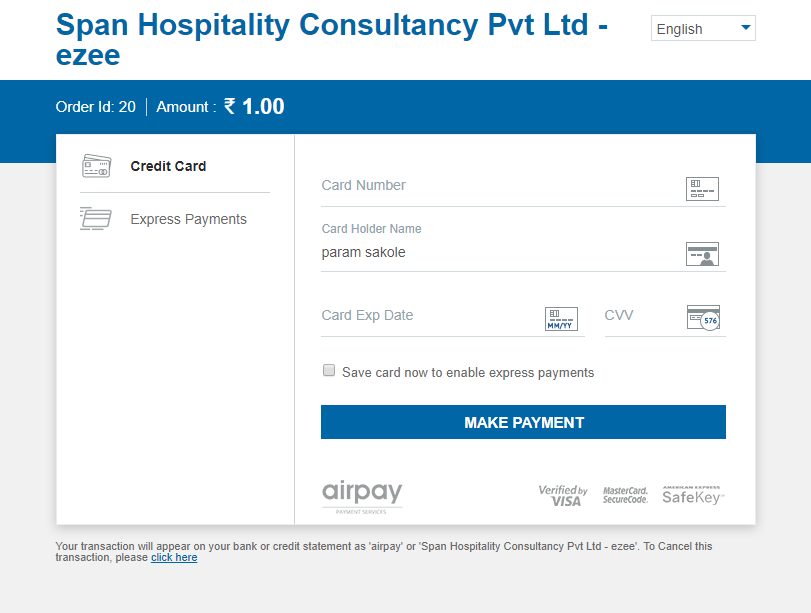 Span Hospitality Consultancy Pvt Ltd -
ezee
English
Order Id: 20 | Amount : ₹ 1.00
Credit Card
Express Payments
Card Number
Card Holder Name
param sakole
Card Exp Date
MM/YY
CVV
576
Save card now to enable express payments
MAKE PAYMENT
airpay
PAYMENT SERVICES
Verified by
VISA
MasterCard.
SecureCode.
AMERICAN EXPRESS
SafeKey
Your transaction will appear on your bank or credit statement as 'airpay' or 'Span Hospitality Consultancy Pvt Ltd - ezee'. To Cancel this
transaction, please click here